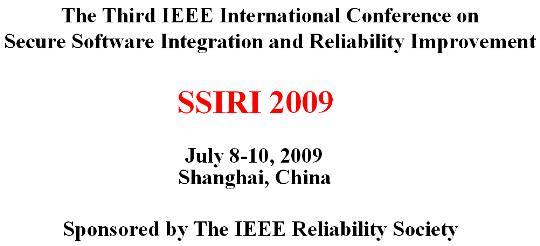 The Third IEEE International Conference on
Secure Software Integration and Reliability Improvement
SSIRI 2009
July 8-10, 2009
Shanghai, China
Sponsored by The IEEE Reliability Society